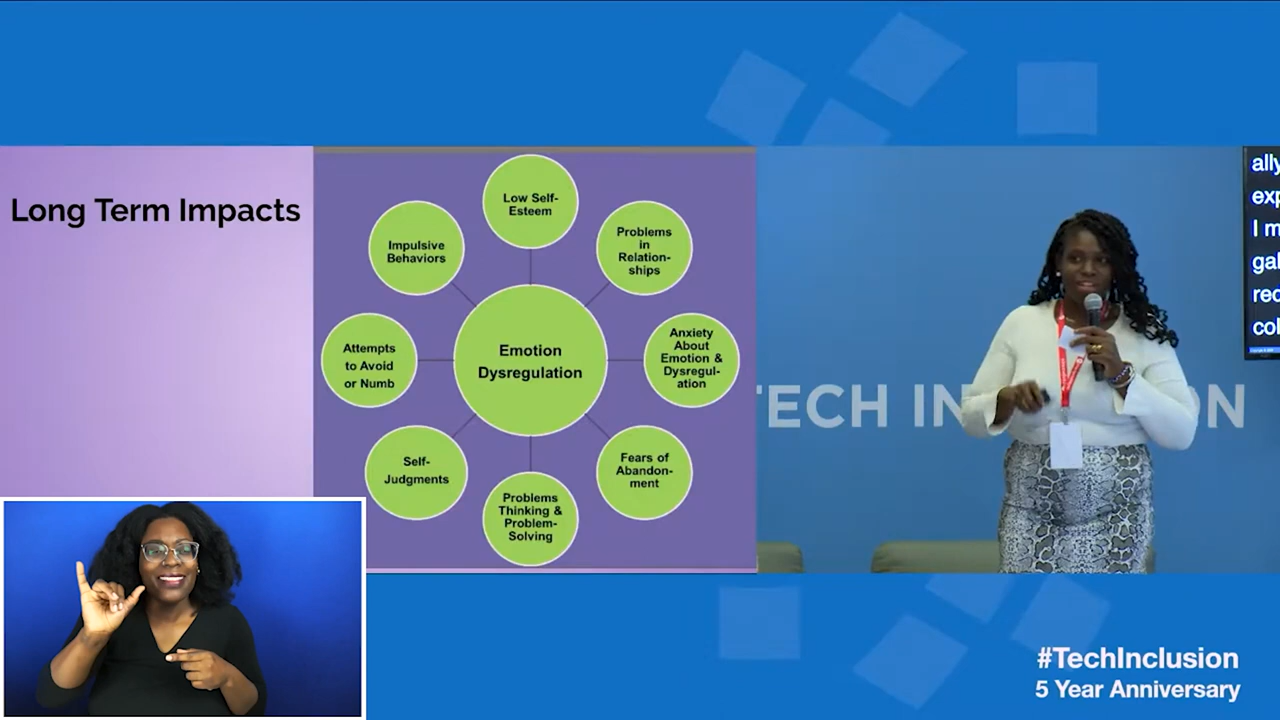 Long Term Impacts
Low Self-
Esteem
Problems
in
Relation-
ships
Anxiety
About
Emotion &
Dysregul-
ation
Fears of
Abandon-
ment
Problems
Thinking &
Problem-
Solving
Self-
Judgments
Attempts
to Avoid
or Numb
Impulsive
Behaviors
Emotion
Dysregulation
TECH IN ON
ally
exp
I m
gal
rec
col
#TechInclusion
5 Year Anniversary